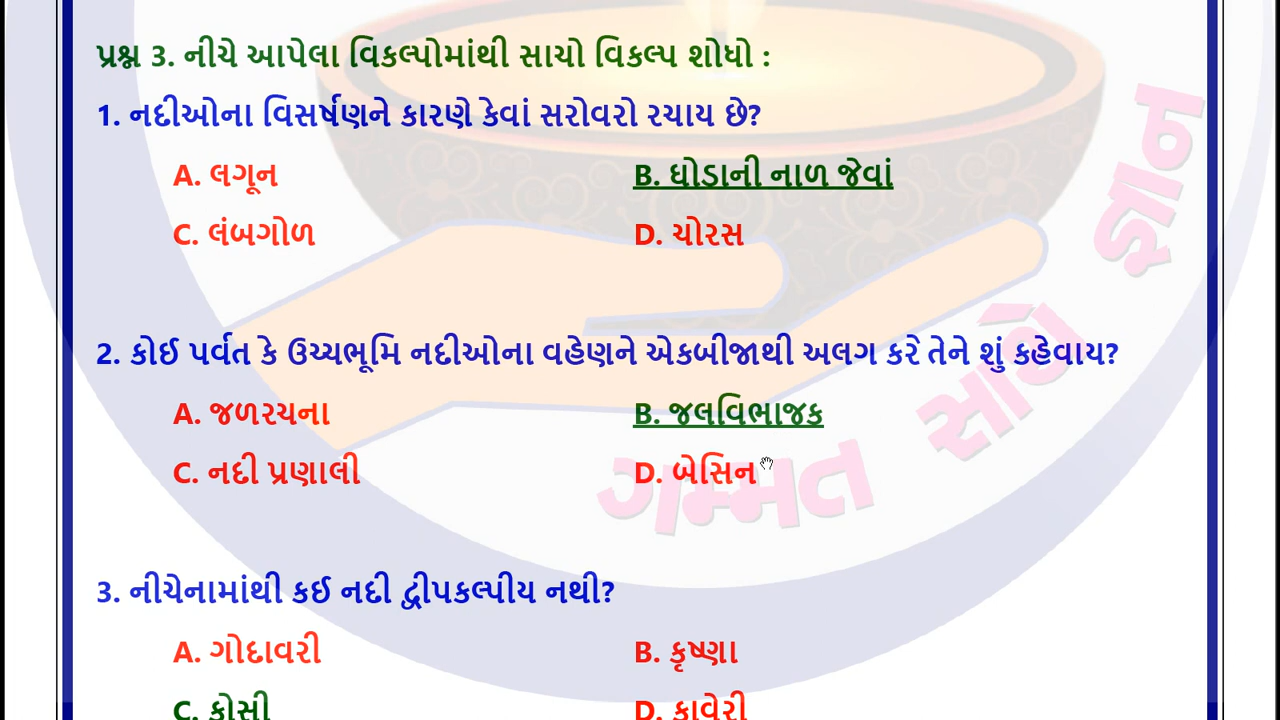 પ્રશ્ન 3. નીચે આપેલા વિકલ્પોમાંથી સાચો વિકલ્પ શોધો :
1. નદીઓના વિસર્પણને કારણે કેવાં સરોવરો રચાય છે?
A. લગૂન B. ઘોડાની નાળ જેવાં
C. લંબગોળ D. ચોરસ
2. કોઈ પર્વત કે ઉચ્ચભૂમિ નદીઓના વહેણને એકબીજાથી અલગ કરે તેને શું કહેવાય?
A. જળરચના B. જલવિભાજક
C. નદી પ્રણાલી D. બેસિન
3. નીચેનામાંથી કઈ નદી દ્વીપકલ્પીય નથી?
A. ગોદાવરી B. કૃષ્ણા
C. કોસી D. કાવેરી
ગમ્મત સાથે જ્ઞાન